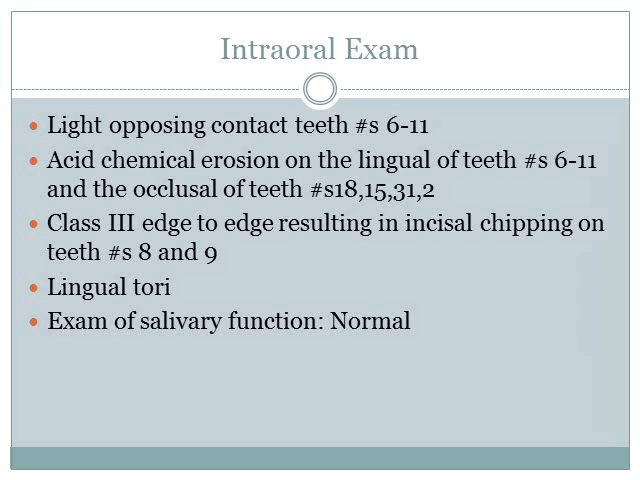 Intraoral Exam
Light opposing contact teeth #s 6-11
Acid chemical erosion on the lingual of teeth #s 6-11
and the occlusal of teeth #s18,15,31,2
Class III edge to edge resulting in incisal chipping on
teeth #s 8 and 9
Lingual tori
Exam of salivary function: Normal